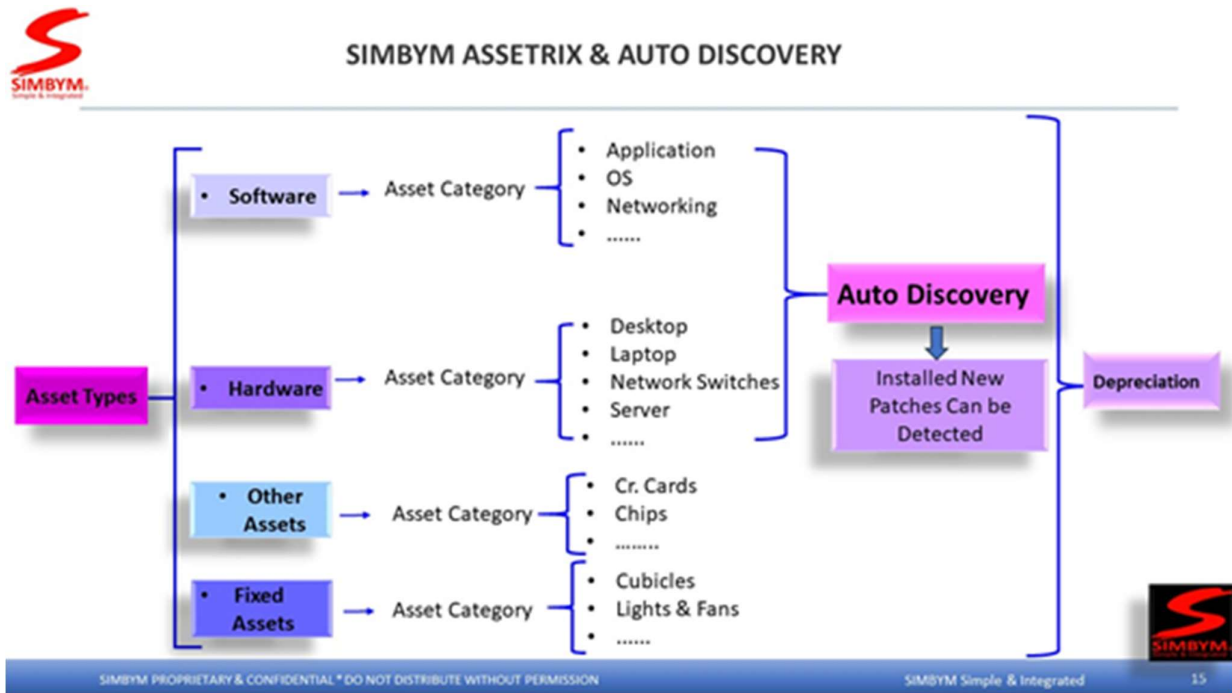 SIMBYM®
Simple & Integrated
SIMBYM ASSETRIX & AUTO DISCOVERY
Asset Types
• Software
Asset Category
• Application
• OS
• Networking
• ......
• Hardware
Asset Category
• Desktop
• Laptop
• Network Switches
• Server
• ......
• Other
Assets
Asset Category
• Cr. Cards
• Chips
• ........
• Fixed
Assets
Asset Category
• Cubicles
• Lights & Fans
• ......
Auto Discovery
Installed New
Patches Can be
Detected
Depreciation
SIMBYM
Simple & Integrated
SIMBYM PROPRIETARY & CONFIDENTIAL * DO NOT DISTRIBUTE WITHOUT PERMISSION
SIMBYM Simple & Integrated
15